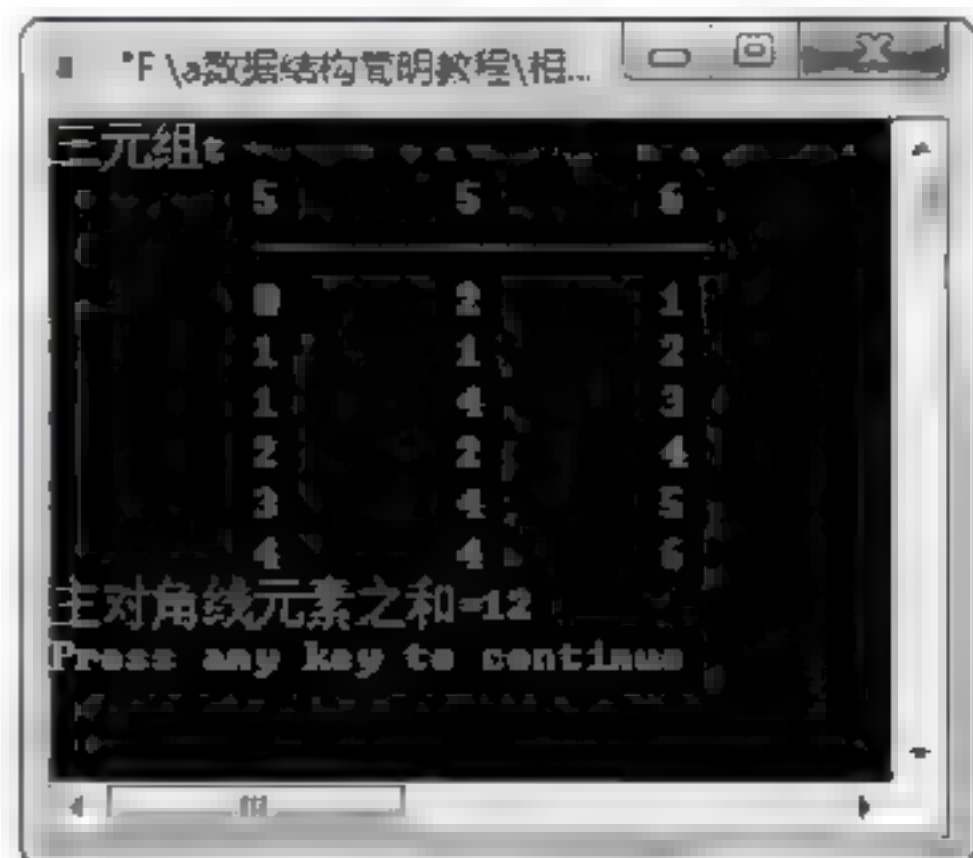 "F \a数据结构简明教程\相...
三元组:
5 5 6
0 2 1
1 1 2
1 4 3
2 2 4
3 4 5
4 4 6
主对角线元素之和=12
Press any key to continue